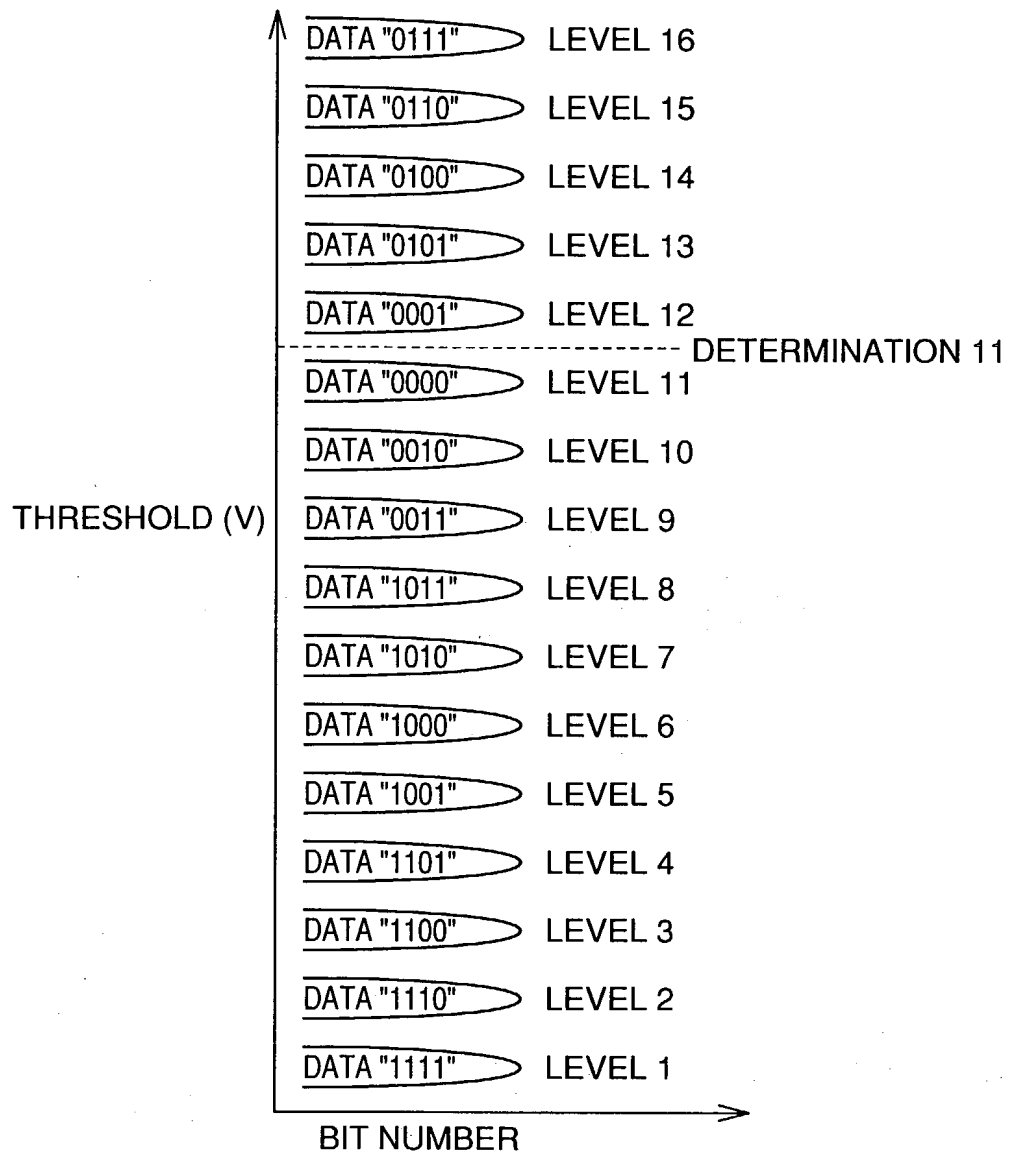 DATA "0111" LEVEL 16
DATA "0110" LEVEL 15
DATA "0100" LEVEL 14
DATA "0101" LEVEL 13
DATA "0001" LEVEL 12
DETERMINATION 11
DATA "0000" LEVEL 11
DATA "0010" LEVEL 10
THRESHOLD (V)
DATA "0011" LEVEL 9
DATA "1011" LEVEL 8
DATA "1010" LEVEL 7
DATA "1000" LEVEL 6
DATA "1001" LEVEL 5
DATA "1101" LEVEL 4
DATA "1100" LEVEL 3
DATA "1110" LEVEL 2
DATA "1111" LEVEL 1
BIT NUMBER